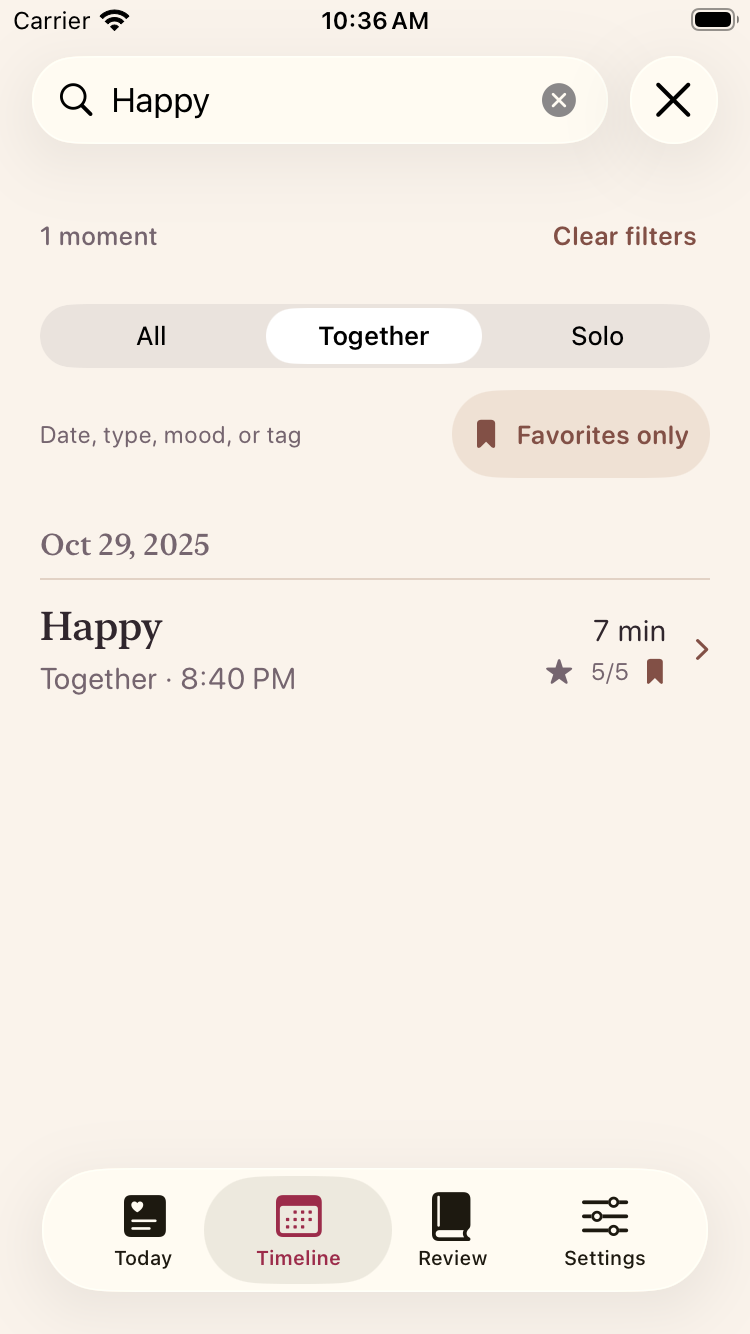 Carrier 10:36 AM
Happy
1 moment Clear filters
All Together Solo
Date, type, mood, or tag Favorites only
Oct 29, 2025
Happy 7 min
Together · 8:40 PM 5/5
Today Timeline Review Settings